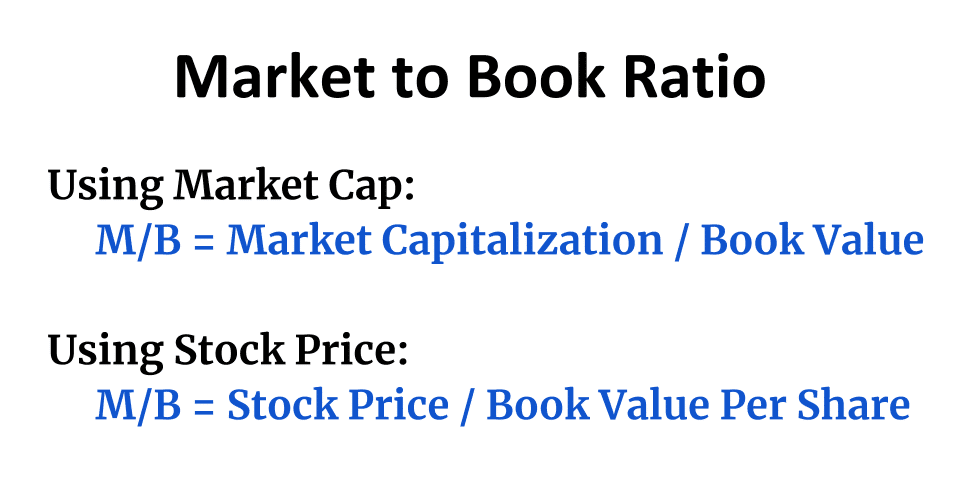 Market to Book Ratio
Using Market Cap:
M/B = Market Capitalization / Book Value
Using Stock Price:
M/B = Stock Price / Book Value Per Share